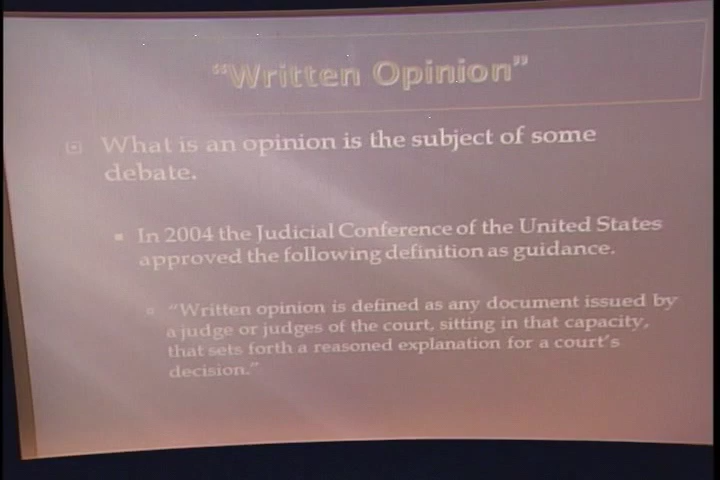 "Written Opinion"
What is an opinion is the subject of some
debate.
In 2004 the Judicial Conference of the United States
approved the following definition as guidance.
"Written opinion is defined as any document issued by
a judge or judges of the court, sitting in that capacity,
that sets forth a reasoned explanation for a court's
decision."